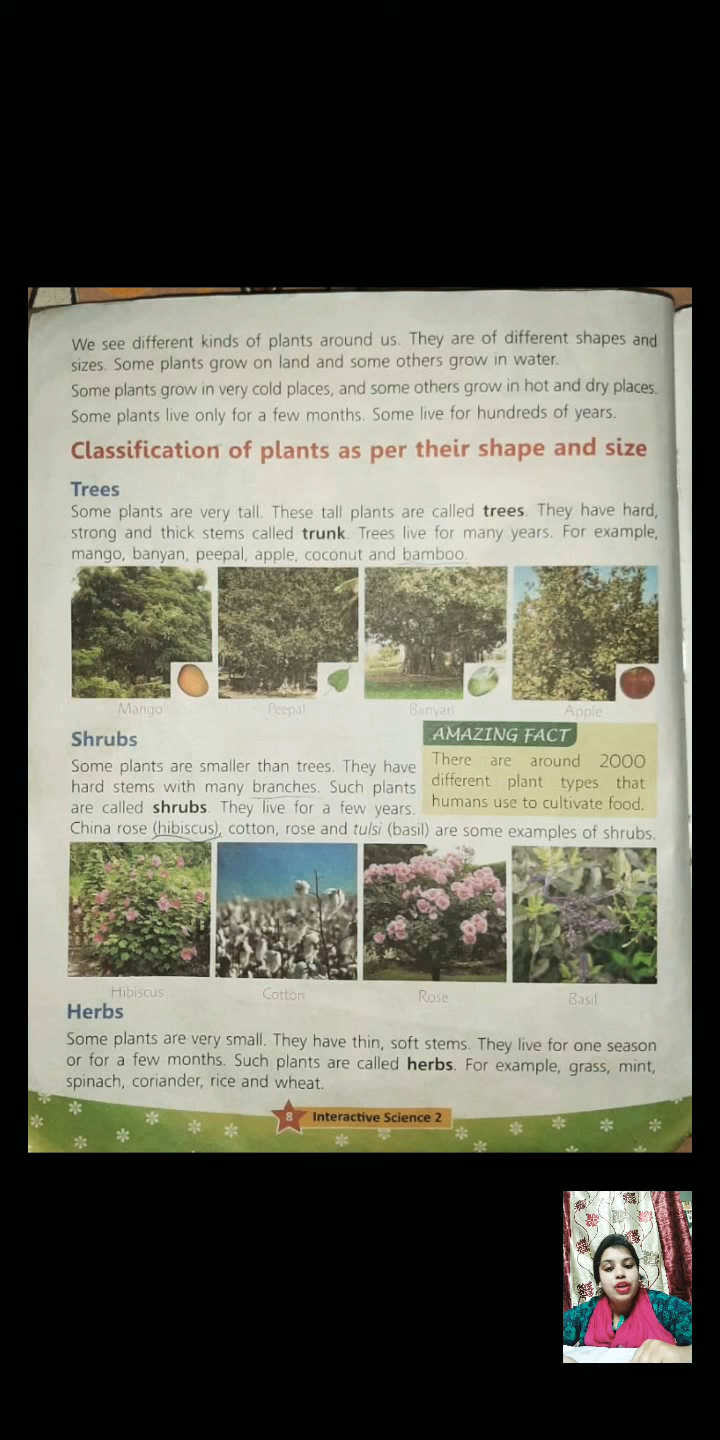 We see different kinds of plants around us. They are of different shapes and
sizes. Some plants grow on land and some others grow in water.
Some plants grow in very cold places, and some others grow in hot and dry places.
Some plants live only for a few months. Some live for hundreds of years.
Classification of plants as per their shape and size
Trees
Some plants are very tall. These tall plants are called trees. They have hard,
strong and thick stems called trunk. Trees live for many years. For example,
mango, banyan, peepal, apple, coconut and bamboo.
Mango
Peepal
Banyan
Apple
Shrubs
Some plants are smaller than trees. They have
hard stems with many branches. Such plants
are called shrubs. They live for a few years.
China rose (hibiscus), cotton, rose and tulsi (basil) are some examples of shrubs.
AMAZING FACT
There are around 2000
different plant types that
humans use to cultivate food.
Hibiscus
Cotton
Rose
Basil
Herbs
Some plants are very small. They have thin, soft stems. They live for one season
or for a few months. Such plants are called herbs. For example, grass, mint,
spinach, coriander, rice and wheat.
8 Interactive Science 2